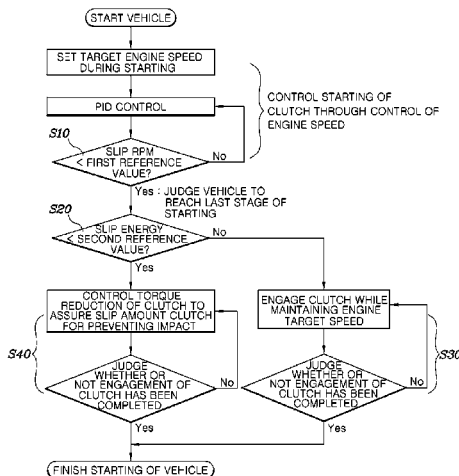 START VEHICLE
SET TARGET ENGINE SPEED
DURING STARTING
CONTROL STARTING OF
CLUTCH THROUGH CONTROL OF
ENGINE SPEED
PID CONTROL
S10
SLIP RPM
< FIRST REFERENCE
VALUE?
No
Yes : JUDGE VEHICLE TO
REACH LAST STAGE OF
STARTING
S20
SLIP ENERGY
< SECOND REFERENCE
VALUE?
No
Yes
CONTROL TORQUE
REDUCTION OF CLUTCH TO
ASSURE SLIP AMOUNT CLUTCH
FOR PREVENTING IMPACT
ENGAGE CLUTCH WHILE
MAINTAINING ENGINE
TARGET SPEED
S40
JUDGE
WHETHER OR
NOT ENGAGEMENT OF
CLUTCH HAS BEEN
COMPLETED
No
Yes
JUDGE
WHETHER OR
NOT ENGAGEMENT OF
CLUTCH HAS BEEN
COMPLETED
No
S30
Yes
FINISH STARTING OF VEHICLE